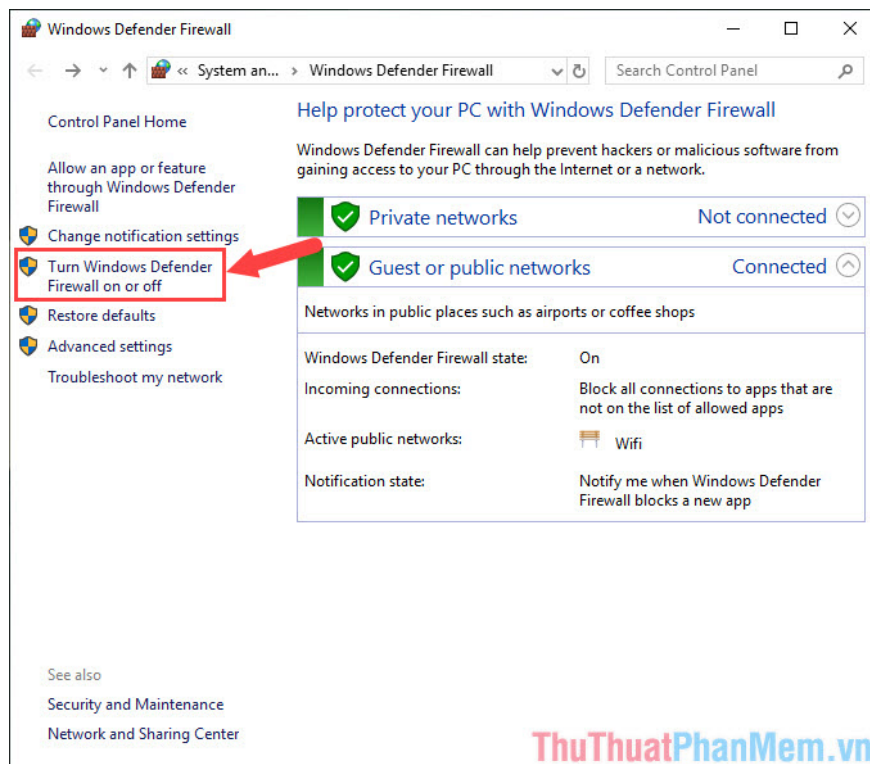 Windows Defender Firewall
« System an... › Windows Defender Firewall
Search Control Panel
Control Panel Home
Allow an app or feature
through Windows Defender
Firewall
Change notification settings
Turn Windows Defender
Firewall on or off
Restore defaults
Advanced settings
Troubleshoot my network
See also
Security and Maintenance
Network and Sharing Center
Help protect your PC with Windows Defender Firewall
Windows Defender Firewall can help prevent hackers or malicious software from
gaining access to your PC through the Internet or a network.
Private networks Not connected
Guest or public networks Connected
Networks in public places such as airports or coffee shops
Windows Defender Firewall state: On
Incoming connections: Block all connections to apps that are
not on the list of allowed apps
Active public networks: Wifi
Notification state: Notify me when Windows Defender
Firewall blocks a new app
ThuThuatPhanMem.vn